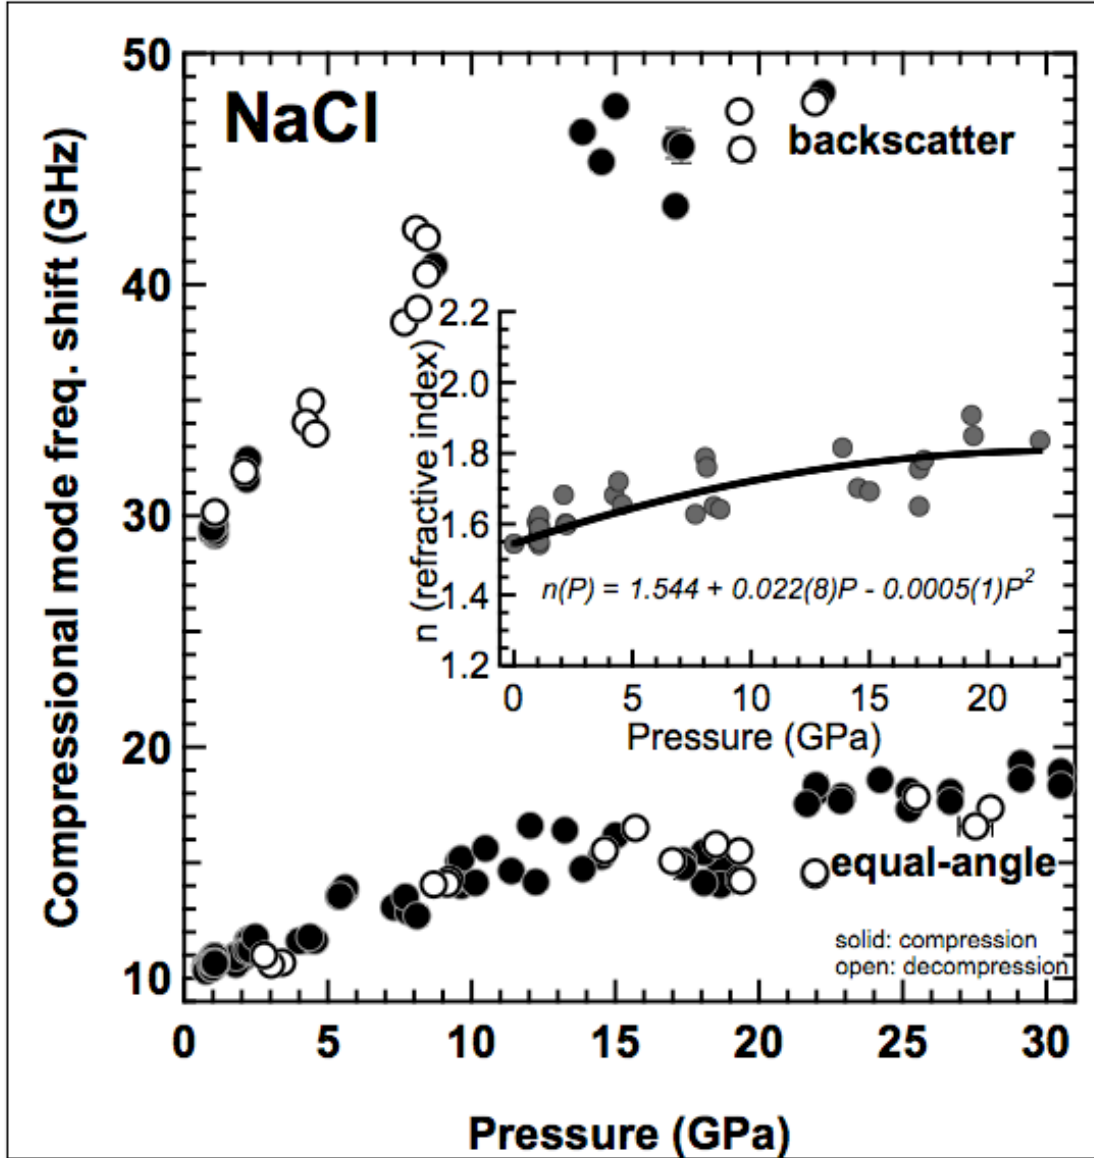 50
NaCl
backscatter
40
30
20
10
Compressional mode freq. shift (GHz)
2.2
2.0
1.8
1.6
1.4
1.2
n (refractive index)
n(P) = 1.544 + 0.022(8)P - 0.0005(1)P²
0 5 10 15 20
Pressure (GPa)
equal-angle
solid: compression
open: decompression
0 5 10 15 20 25 30
Pressure (GPa)